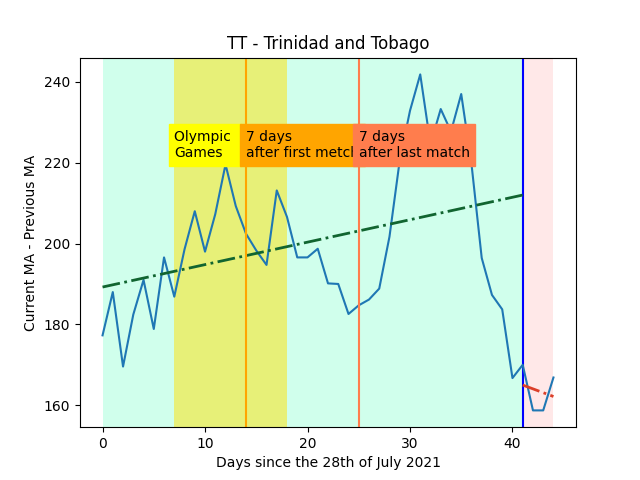 TT - Trinidad and Tobago
Current MA - Previous MA
240
220
200
180
160
Olympic
Games
7 days
after first
7 days
after last match
0
10
20
30
40
Days since the 28th of July 2021